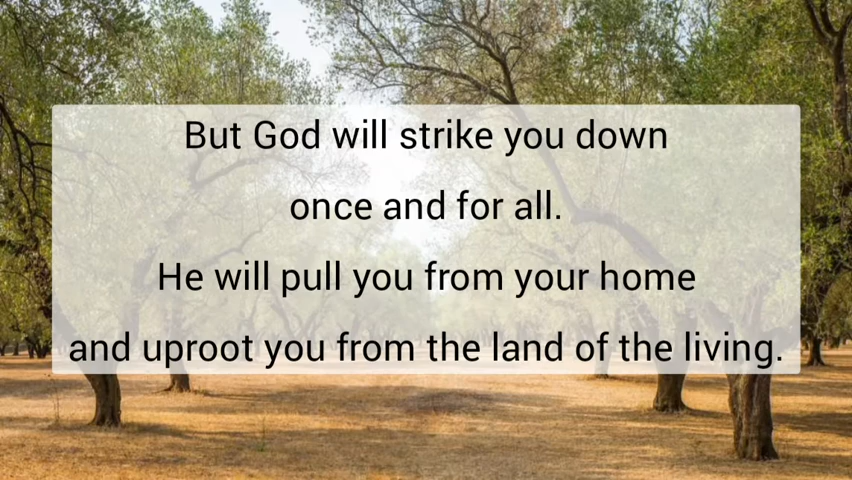 But God will strike you down
once and for all.
He will pull you from your home
and uproot you from the land of the living.